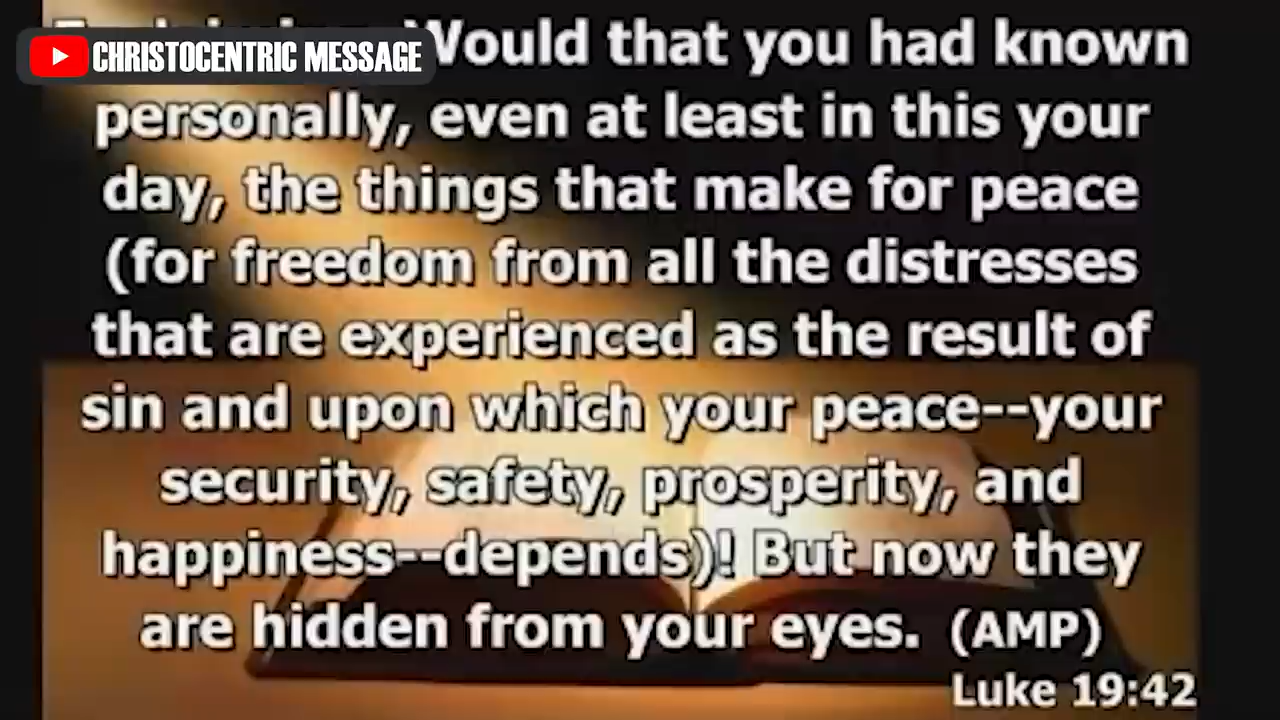 CHRISTOCENTRIC MESSAGE
Would that you had known
personally, even at least in this your
day, the things that make for peace
(for freedom from all the distresses
that are experienced as the result of
sin and upon which your peace--your
security, safety, prosperity, and
happiness--depends)! But now they
are hidden from your eyes. (AMP)
Luke 19:42